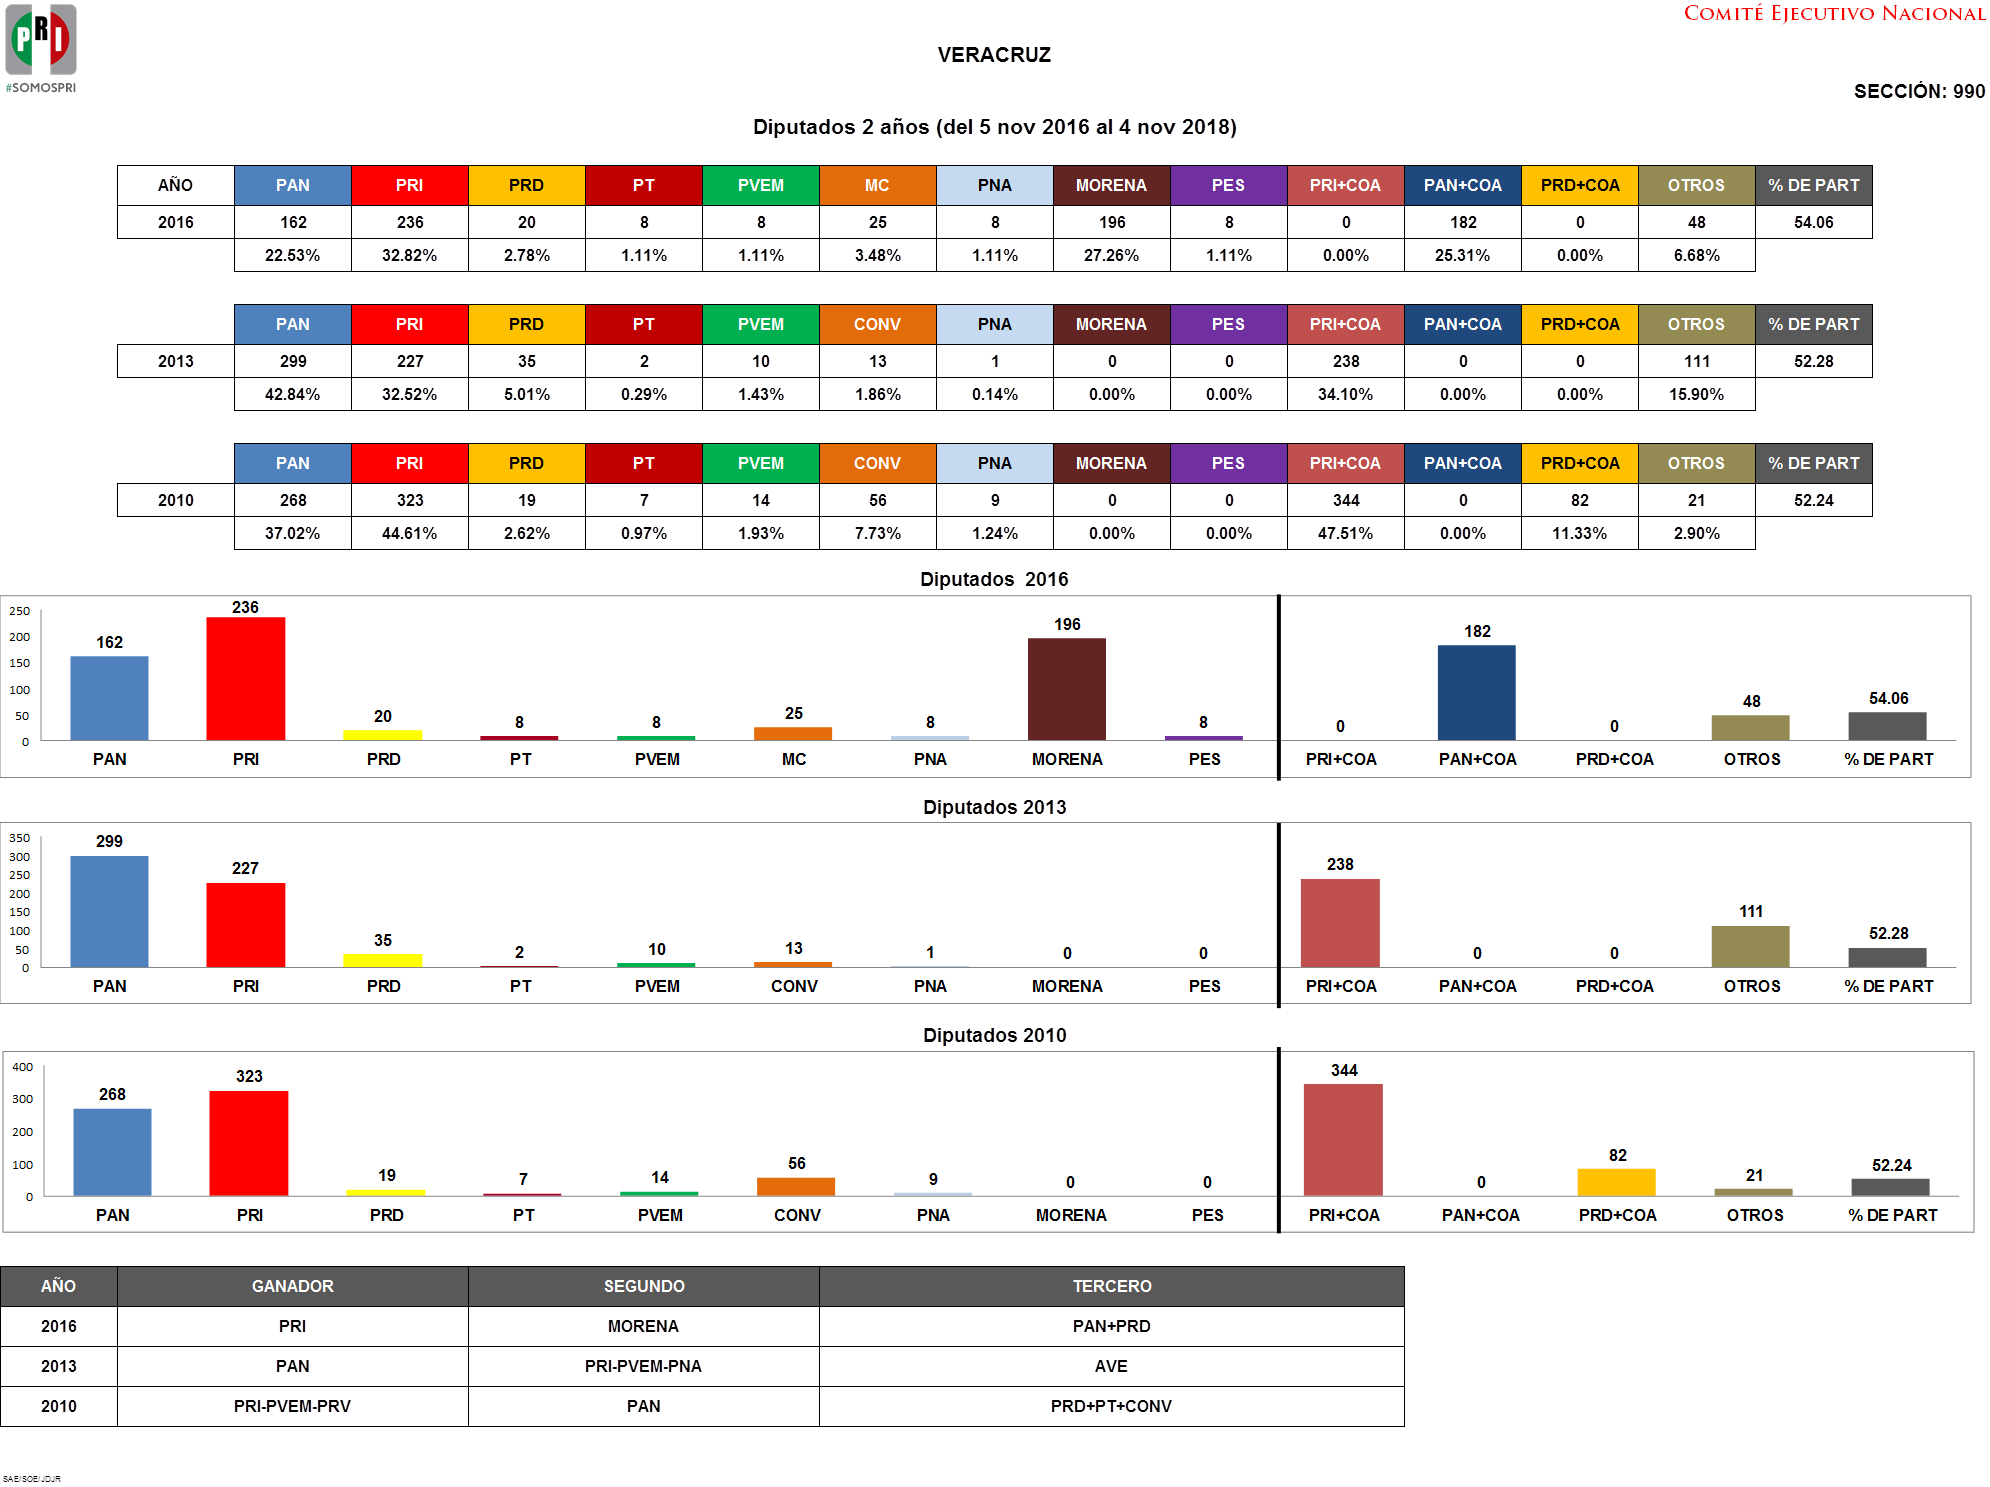 PRI
#SOMOSPRI
COMITÉ EJECUTIVO NACIONAL
VERACRUZ
SECCIÓN: 990
Diputados 2 años (del 5 nov 2016 al 4 nov 2018)
AÑO PAN PRI PRD PT PVEM MC PNA MORENA PES PRI+COA PAN+COA PRD+COA OTROS % DE PART
2016 162 236 20 8 8 25 8 196 8 0 182 0 48 54.06
22.53% 32.82% 2.78% 1.11% 1.11% 3.48% 1.11% 27.26% 1.11% 0.00% 25.31% 0.00% 6.68%
PAN PRI PRD PT PVEM CONV PNA MORENA PES PRI+COA PAN+COA PRD+COA OTROS % DE PART
2013 299 227 35 2 10 13 1 0 0 238 0 0 111 52.28
42.84% 32.52% 5.01% 0.29% 1.43% 1.86% 0.14% 0.00% 0.00% 34.10% 0.00% 0.00% 15.90%
PAN PRI PRD PT PVEM CONV PNA MORENA PES PRI+COA PAN+COA PRD+COA OTROS % DE PART
2010 268 323 19 7 14 56 9 0 0 344 0 82 21 52.24
37.02% 44.61% 2.62% 0.97% 1.93% 7.73% 1.24% 0.00% 0.00% 47.51% 0.00% 11.33% 2.90%
Diputados 2016
250
200
150
100
50
0
162 236 20 8 8 25 8 196 8 0 182 0 48 54.06
PAN PRI PRD PT PVEM MC PNA MORENA PES PRI+COA PAN+COA PRD+COA OTROS % DE PART
Diputados 2013
350
300
250
200
150
100
50
0
299 227 35 2 10 13 1 0 0 238 0 0 111 52.28
PAN PRI PRD PT PVEM CONV PNA MORENA PES PRI+COA PAN+COA PRD+COA OTROS % DE PART
Diputados 2010
400
300
200
100
0
268 323 19 7 14 56 9 0 0 344 0 82 21 52.24
PAN PRI PRD PT PVEM CONV PNA MORENA PES PRI+COA PAN+COA PRD+COA OTROS % DE PART
AÑO GANADOR SEGUNDO TERCERO
2016 PRI MORENA PAN+PRD
2013 PAN PRI-PVEM-PNA AVE
2010 PRI-PVEM-PRV PAN PRD+PT+CONV
SAE/SOE/JDJR